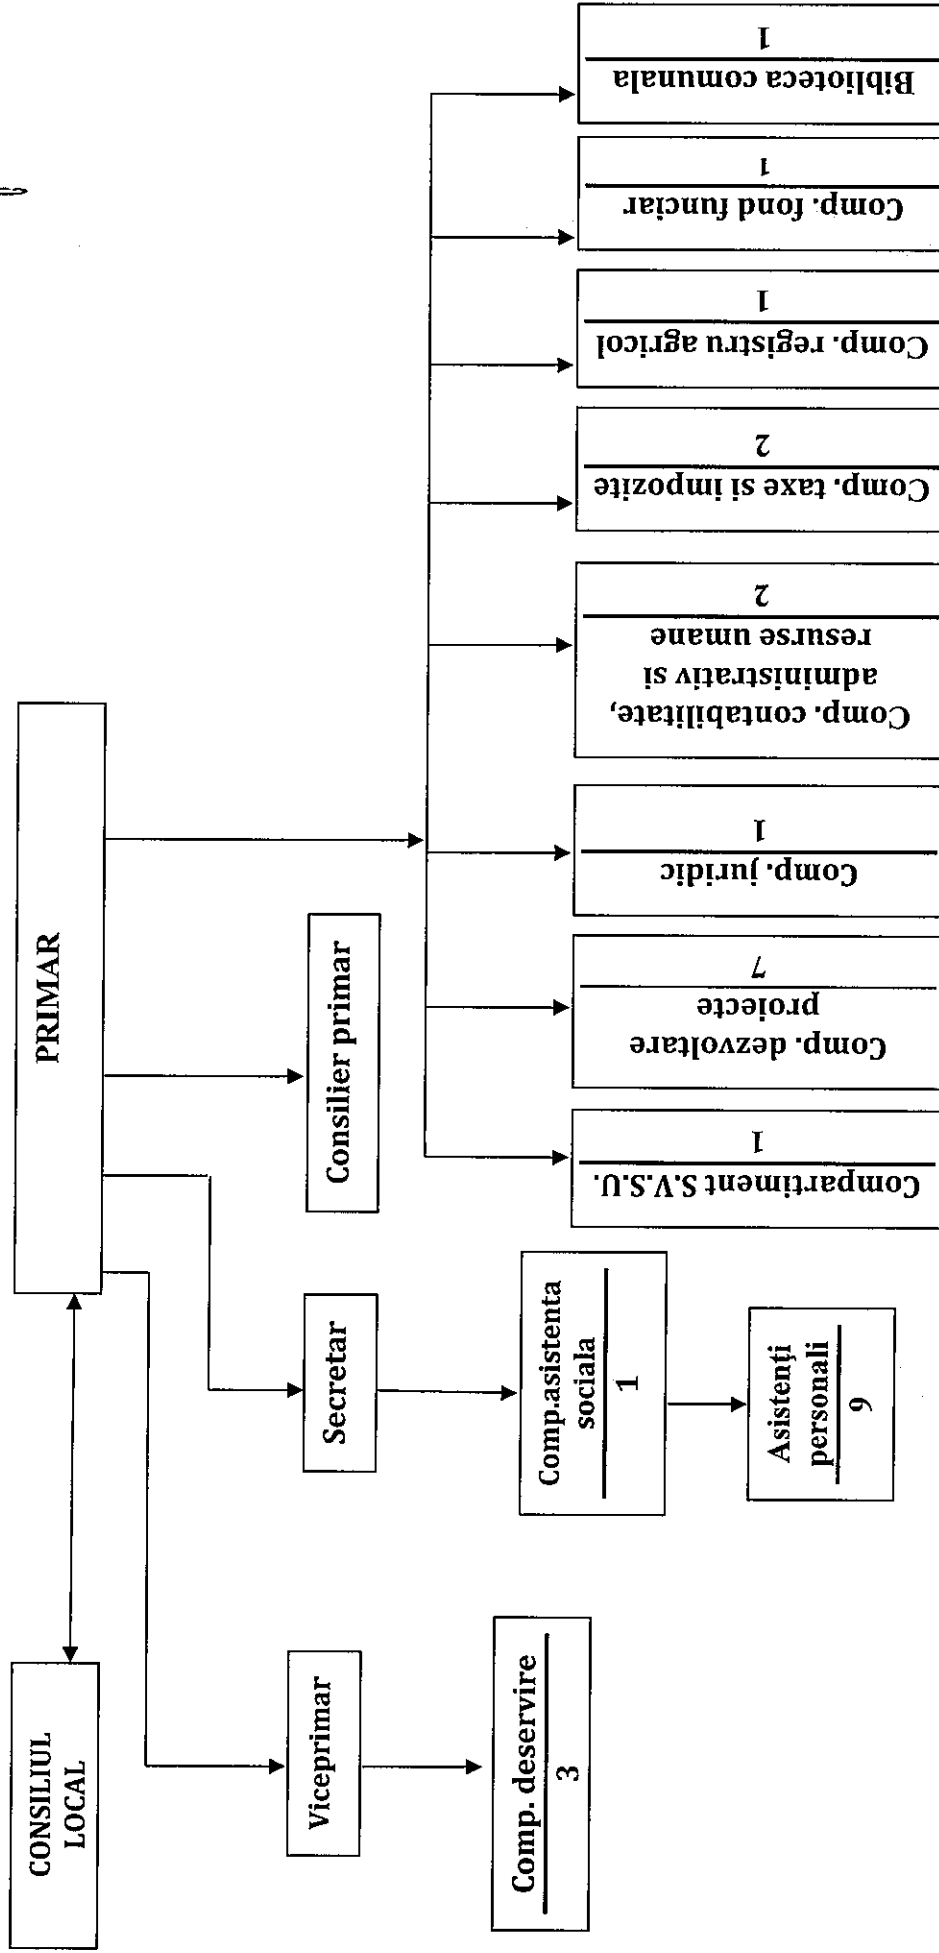 CONSILIUL
LOCAL
PRIMAR
Viceprimar
Secretar
Consilier primar
Comp. deservire
3
Comp.asistenta
sociala
1
Asistenți
personali
9
Compartiment S.V.S.U.
1
Comp. dezvoltare
proiecte
7
Comp. juridic
1
Comp. contabilitate,
administrativ si
resurse umane
2
Comp. taxe si impozite
2
Comp. registru agricol
1
Comp. fond funciar
1
Biblioteca comunala
1